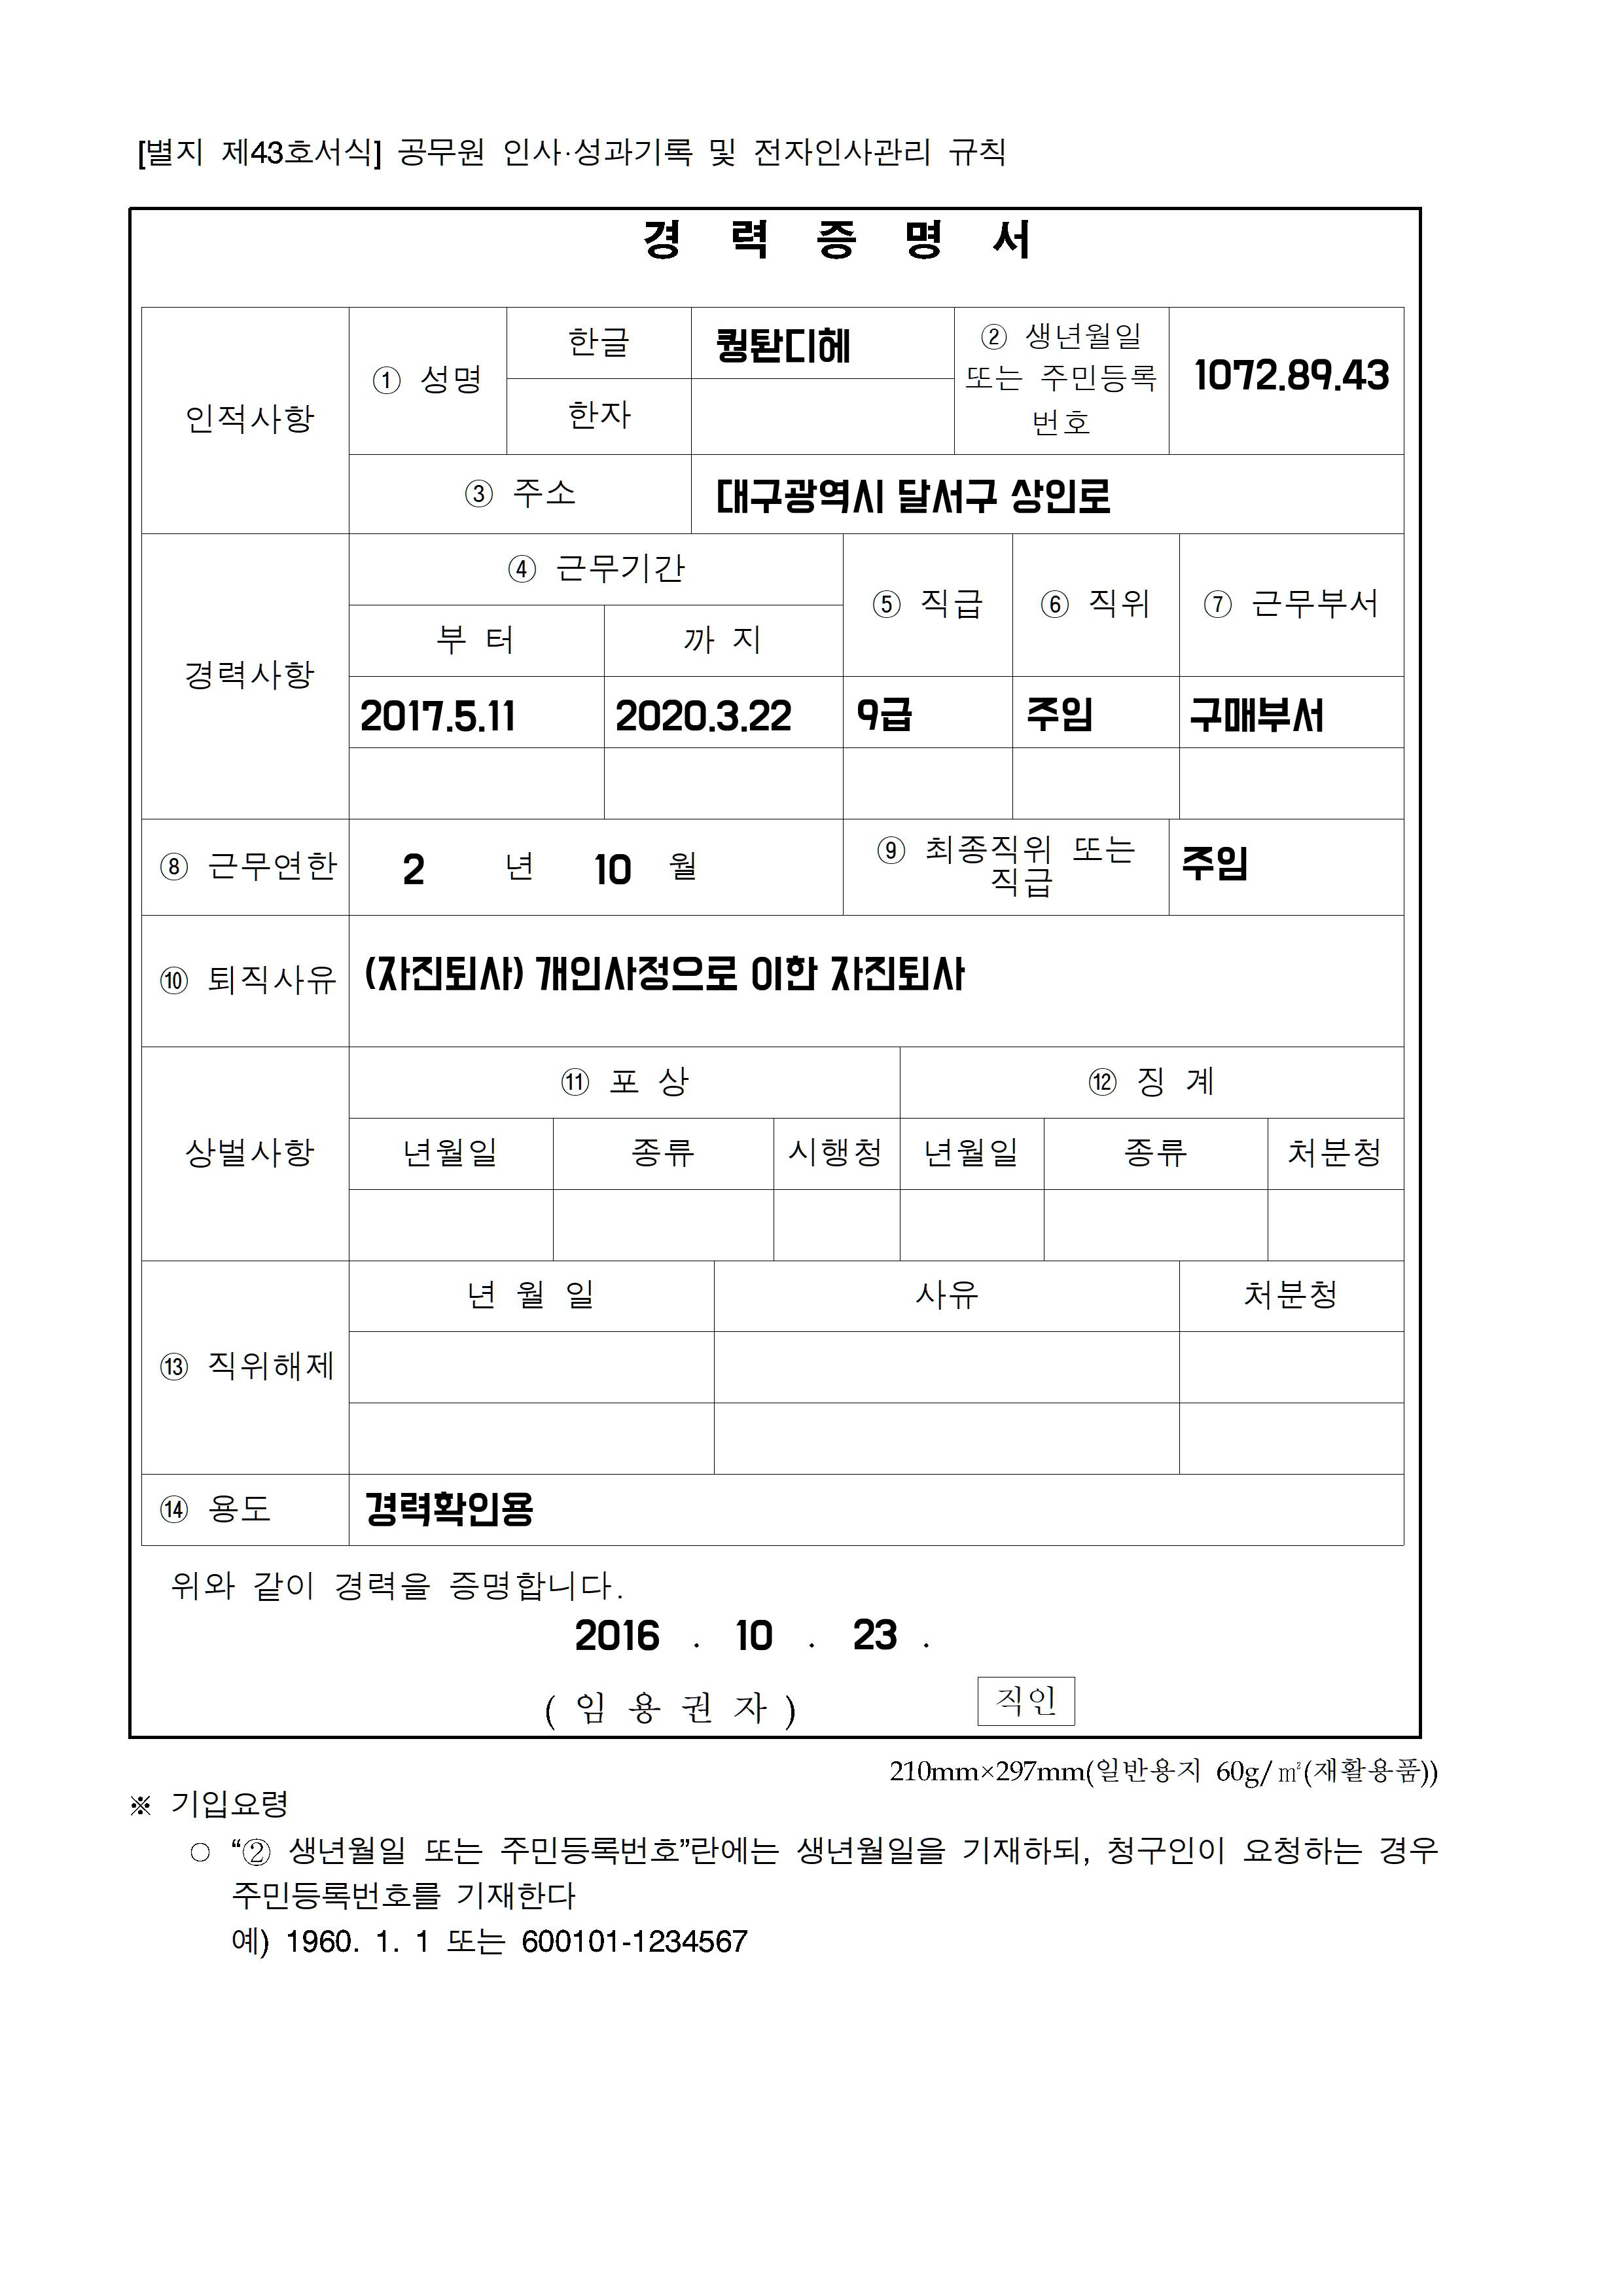 [별지 제43호서식] 공무원 인사·성과기록 및 전자인사관리 규칙
경 력 증 명 서
인적사항
① 성명
한글
퀑톼디헤
② 생년월일
또는 주민등록
번호
1072.89.43
한자
③ 주소
대구광역시 달서구 상인로
경력사항
④ 근무기간
⑤ 직급
⑥ 직위
⑦ 근무부서
부 터
까 지
2017.5.11
2020.3.22
9급
주임
구매부서
⑧ 근무연한
2 년 10 월
⑨ 최종직위 또는
직급
주임
⑩ 퇴직사유
(자진퇴사) 개인사정으로 이한 자진퇴사
상벌사항
⑪ 포 상
⑫ 징 계
년월일
종류
시행청
년월일
종류
처분청
⑬ 직위해제
년 월 일
사유
처분청
⑭ 용도
경력확인용
위와 같이 경력을 증명합니다.
2016 . 10 . 23 .
( 임 용 권 자 )
직인
210mm×297mm(일반용지 60g/㎡(재활용품))
※ 기입요령
○ “② 생년월일 또는 주민등록번호”란에는 생년월일을 기재하되, 청구인이 요청하는 경우
주민등록번호를 기재한다
예) 1960. 1. 1 또는 600101-1234567